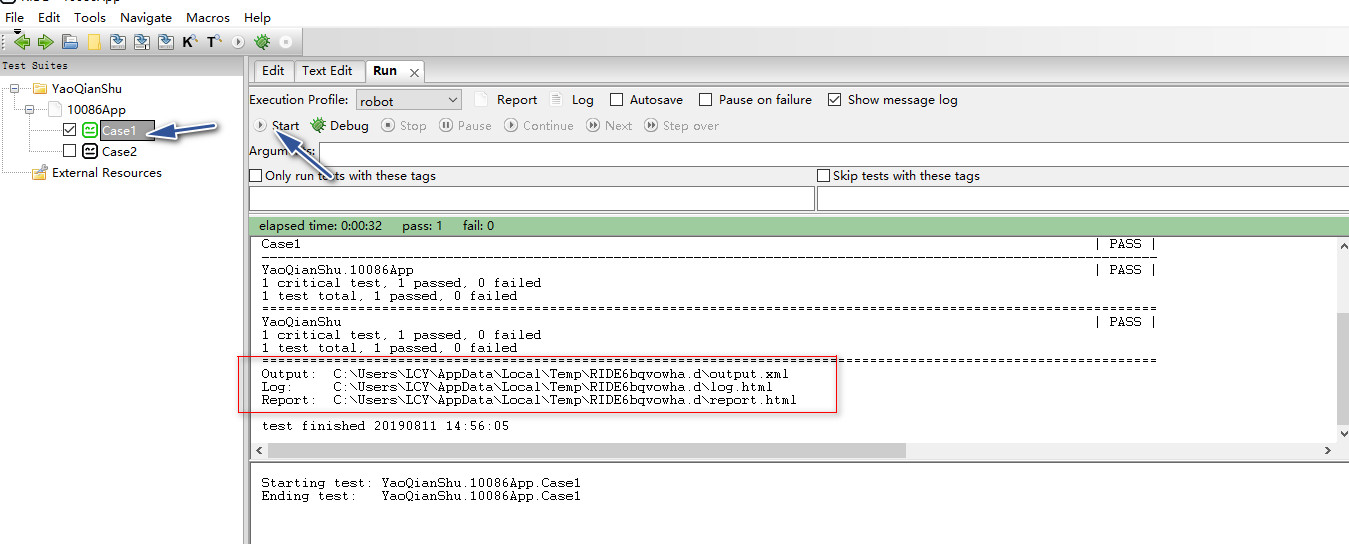 File Edit Tools Navigate Macros Help
Test Suites
YaoQianShu
10086App
Case1
Case2
External Resources
Edit Text Edit Run
Execution Profile: robot Report Log Autosave Pause on failure Show message log
Start Debug Stop Pause Continue Next Step over
Only run tests with these tags Skip tests with these tags
elapsed time: 0:00:32 pass: 1 fail: 0
Case1 | PASS |
------------------------------------------------------------------------------
YaoQianShu.10086App | PASS |
1 critical test, 1 passed, 0 failed
1 test total, 1 passed, 0 failed
==============================================================================
YaoQianShu | PASS |
1 critical test, 1 passed, 0 failed
1 test total, 1 passed, 0 failed
==============================================================================
Output: C:\Users\LCY\AppData\Local\Temp\RIDE6bqvowha.d\output.xml
Log: C:\Users\LCY\AppData\Local\Temp\RIDE6bqvowha.d\log.html
Report: C:\Users\LCY\AppData\Local\Temp\RIDE6bqvowha.d\report.html
test finished 20190811 14:56:05
Starting test: YaoQianShu.10086App.Case1
Ending test: YaoQianShu.10086App.Case1